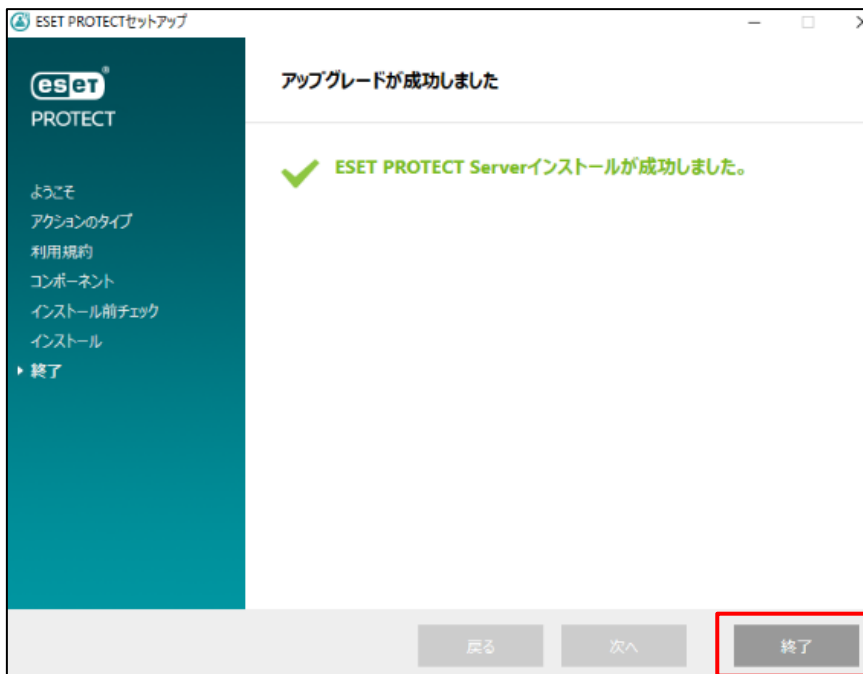 ESET PROTECTセットアップ
eset®
PROTECT
アップグレードが成功しました
ESET PROTECT Serverインストールが成功しました。
ようこそ
アクションのタイプ
利用規約
コンポーネント
インストール前チェック
インストール
終了
戻る
次へ
終了